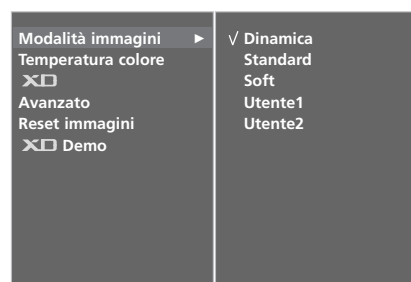 Modalità immagini ►
Temperatura colore
XD
Avanzato
Reset immagini
XD Demo
√ Dinamica
Standard
Soft
Utente1
Utente2